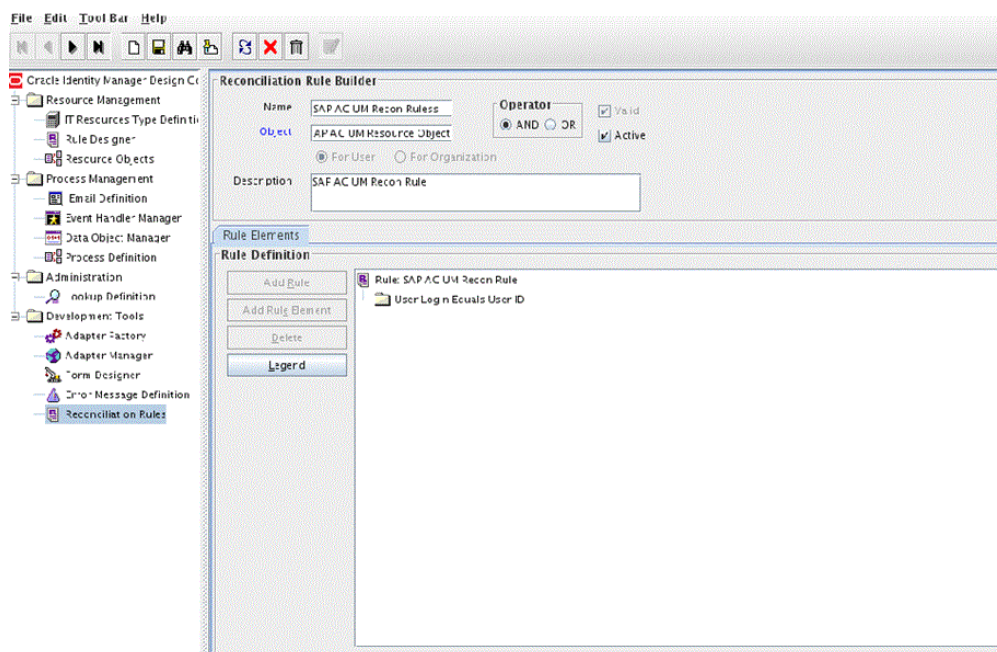 File Edit Tool Bar Help
Oracle Identity Manager Design Co
Resource Management
IT Resources Type Definiti
Rule Designer
Resource Objects
Process Management
Email Definition
Event Handler Manager
Data Object Manager
Process Definition
Administration
Lookup Definition
Development Tools
Adapter Factory
Adapter Manager
Form Designer
Error Message Definition
Reconciliation Rules
Reconciliation Rule Builder
Name SAP AC UM Recon Ruless
Operator
AND OR
Valid
Object AP AC UM Resource Object
Active
For User For Organization
Description SAP AC UM Recon Rule
Rule Elements
Rule Definition
Add Rule
Add Rule Element
Delete
Legend
Rule: SAP AC UM Recon Rule
User Login Equals User ID